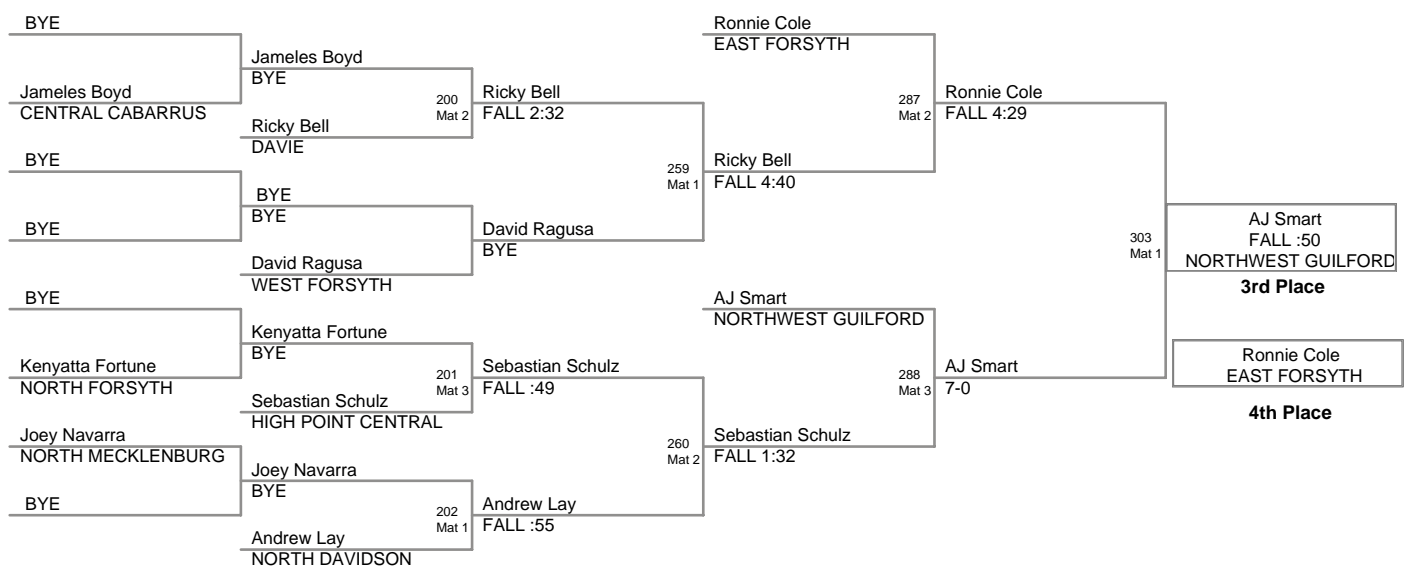 BYE
Jameles Boyd
CENTRAL CABARRUS
BYE
BYE
BYE
Kenyatta Fortune
NORTH FORSYTH
Joey Navarra
NORTH MECKLENBURG
BYE
Jameles Boyd
BYE
Ricky Bell
DAVIE
BYE
BYE
David Ragusa
WEST FORSYTH
Kenyatta Fortune
BYE
Sebastian Schulz
HIGH POINT CENTRAL
Joey Navarra
BYE
Andrew Lay
NORTH DAVIDSON
200
Mat 2
201
Mat 3
202
Mat 1
Ricky Bell
FALL 2:32
David Ragusa
BYE
Sebastian Schulz
FALL :49
Andrew Lay
FALL :55
259
Mat 1
260
Mat 2
Ronnie Cole
EAST FORSYTH
Ricky Bell
FALL 4:40
AJ Smart
NORTHWEST GUILFORD
Sebastian Schulz
FALL 1:32
287
Mat 2
288
Mat 3
Ronnie Cole
FALL 4:29
AJ Smart
7-0
303
Mat 1
AJ Smart
FALL :50
NORTHWEST GUILFORD
3rd Place
Ronnie Cole
EAST FORSYTH
4th Place